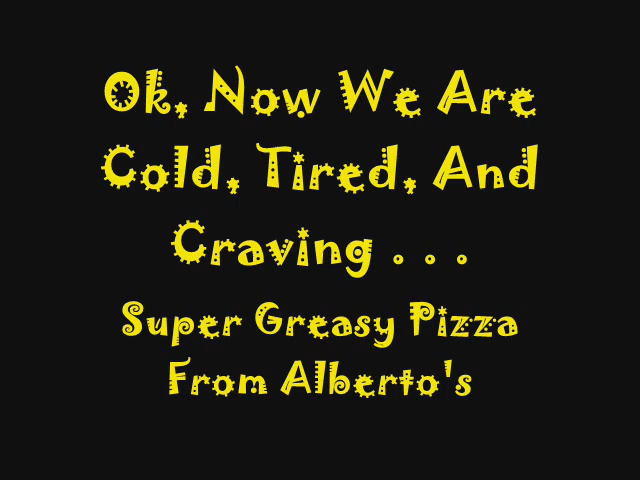 Ok, Now We Are
Cold, Tired, And
Craving . . .
Super Greasy Pizza
From Alberto's